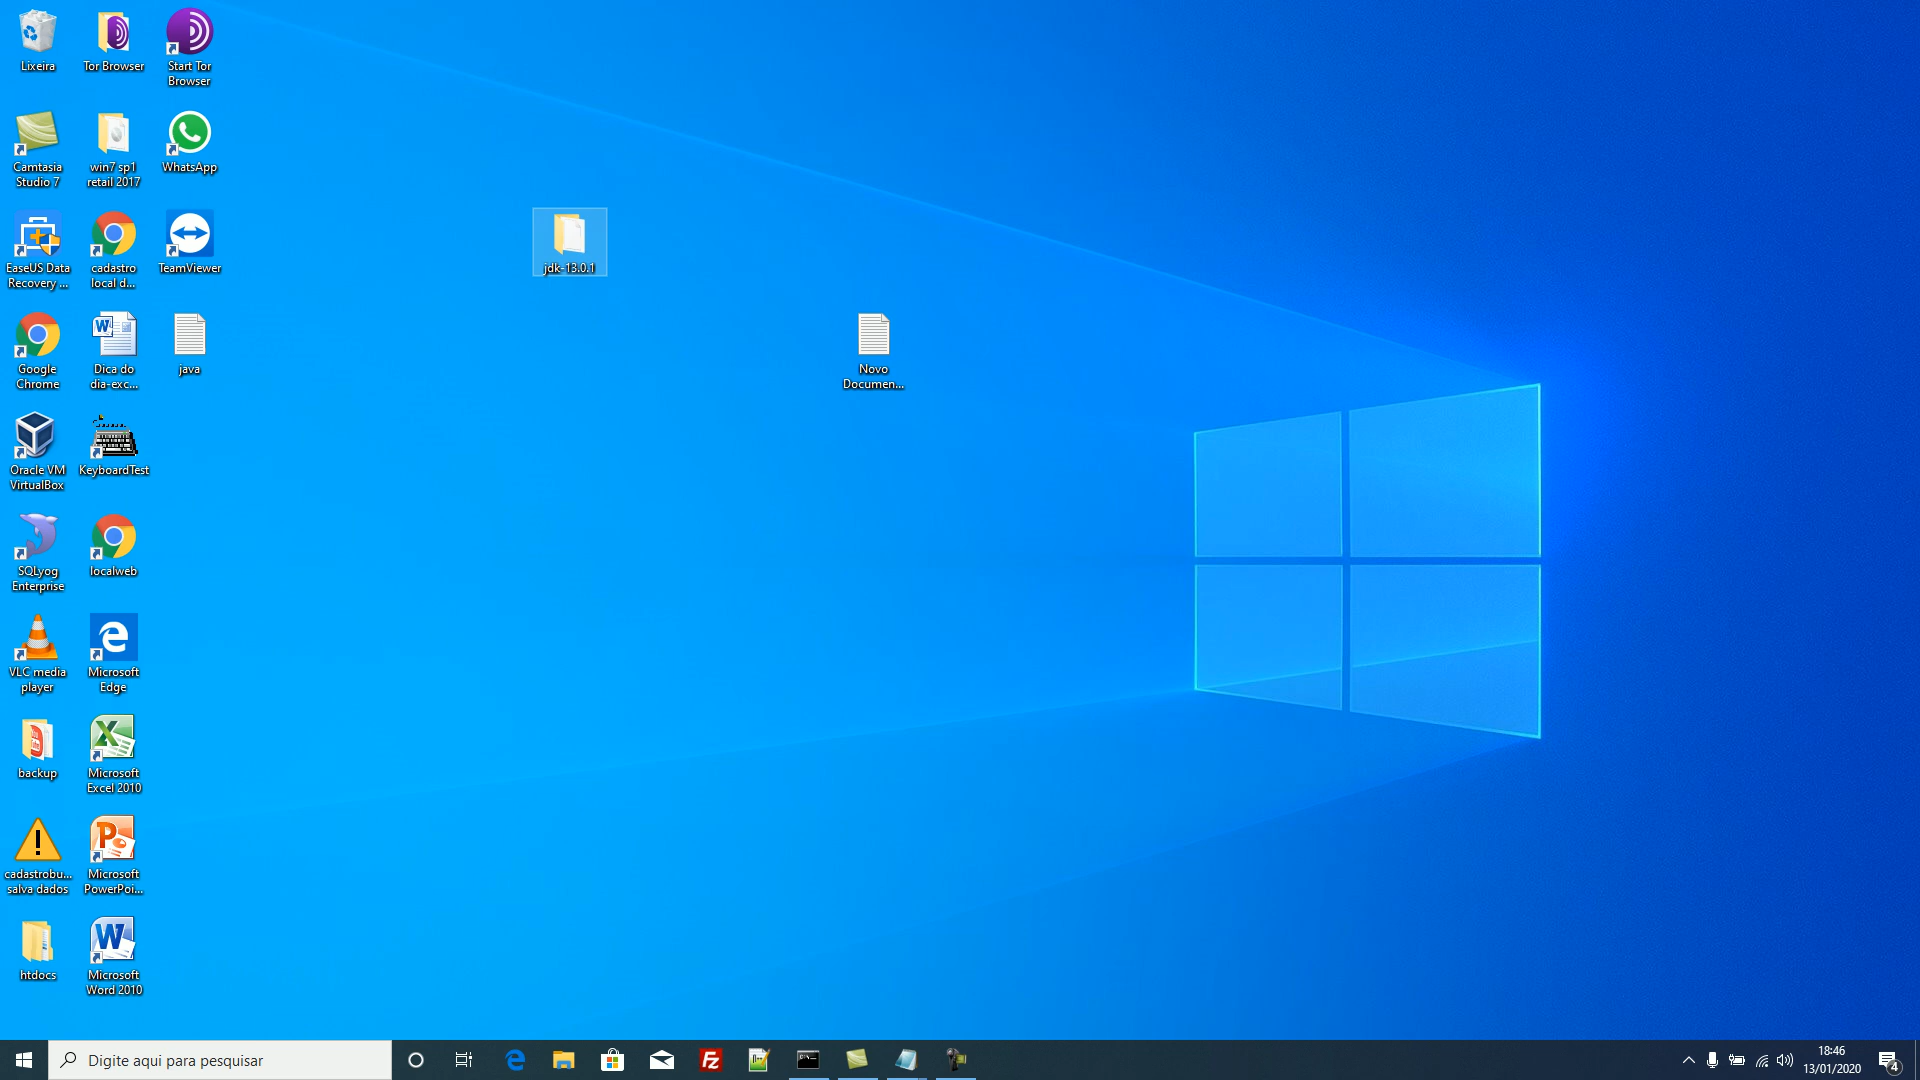 Lixeira
Tor Browser
Start Tor
Browser
Camtasia
Studio 7
win7 sp1
retail 2017
WhatsApp
EaseUS Data
Recovery ...
cadastro
local d...
TeamViewer
jdk-13.0.1
Google
Chrome
Dica do
dia-exc...
java
Novo
Documen...
Oracle VM
VirtualBox
KeyboardTest
SQLyog
Enterprise
localweb
VLC media
player
Microsoft
Edge
backup
Microsoft
Excel 2010
cadastrobu...
salva dados
Microsoft
PowerPoi...
htdocs
Microsoft
Word 2010
Digite aqui para pesquisar
18:46
13/01/2020
4